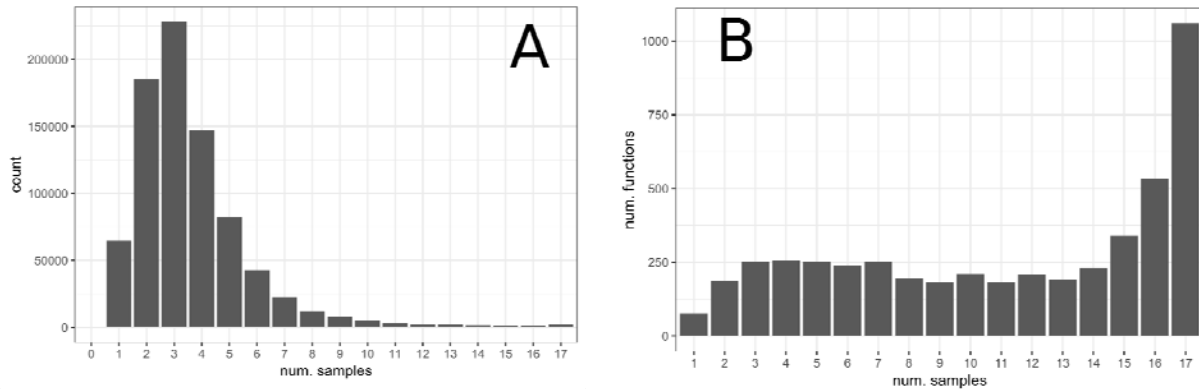 A
200000
150000
100000
50000
0
count
0 1 2 3 4 5 6 7 8 9 10 11 12 13 14 15 16 17
num. samples
B
1000
750
500
250
0
num. functions
1 2 3 4 5 6 7 8 9 10 11 12 13 14 15 16 17
num. samples